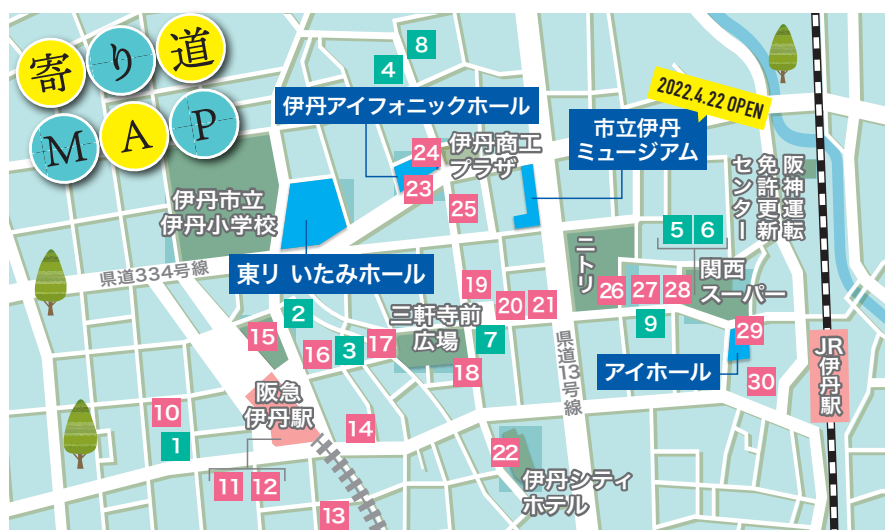 寄り道
MAP
8
4
伊丹アイフォニックホール
2022.4.22 OPEN
市立伊丹
ミュージアム
24
伊丹商工
プラザ
23
25
伊丹市立
伊丹小学校
阪神運転
免許更新
センター
5 6
県道334号線
東リ いたみホール
ニトリ
関西
スーパー
26 27 28
19
20 21
2
三軒寺前
広場
15
16 3 17
7
9
29
18
県道13号線
アイホール
JR伊丹駅
30
阪急
伊丹駅
10
1
14
11 12
22
伊丹シティ
ホテル
13